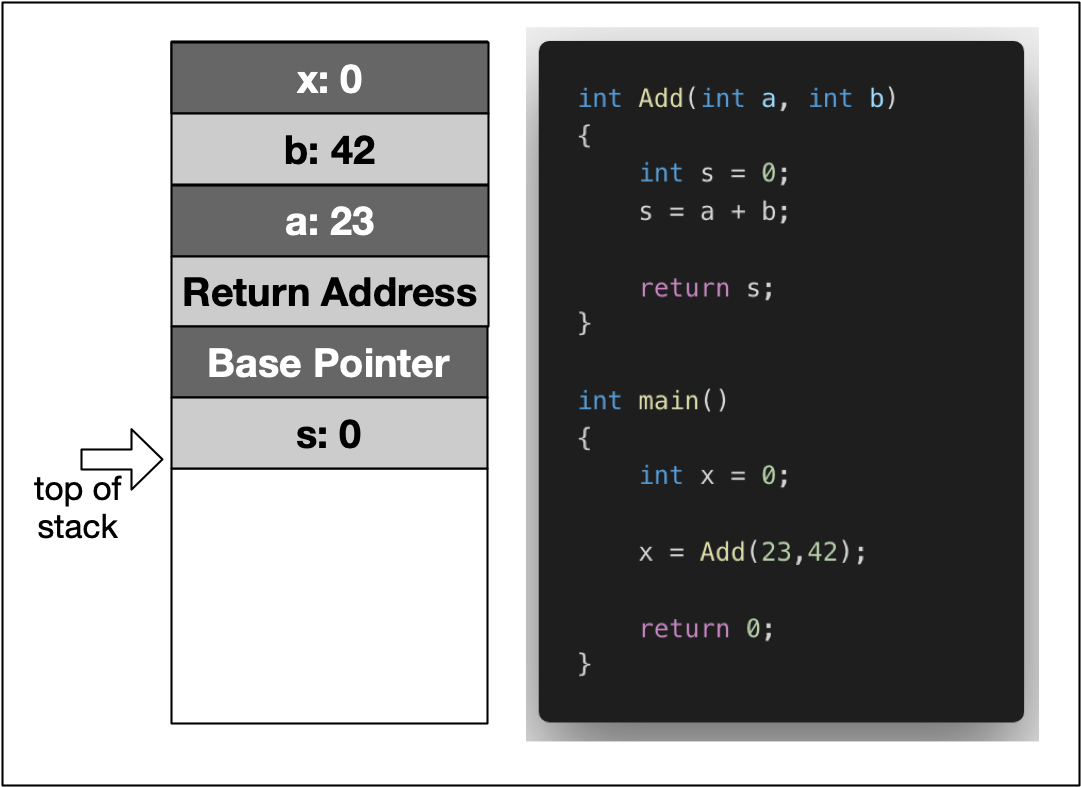 x: 0
b: 42
a: 23
Return Address
Base Pointer
s: 0
top of
stack
int Add(int a, int b)
{
    int s = 0;
    s = a + b;
    return s;
}
int main()
{
    int x = 0;
    x = Add(23,42);
    return 0;
}